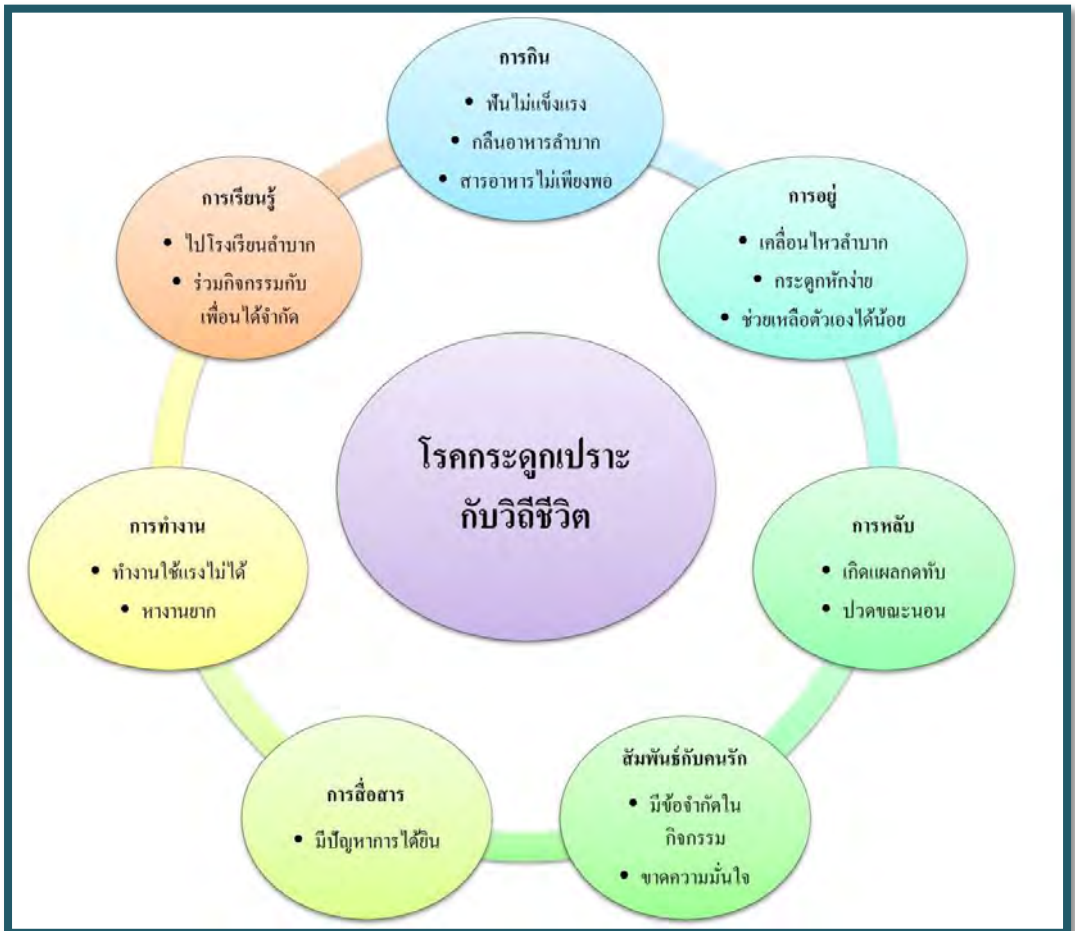 การกิน
• ฟันไม่แข็งแรง
• กลืนอาหารลำบาก
• สารอาหารไม่เพียงพอ
การอยู่
• เคลื่อนไหวลำบาก
• กระดูกหักง่าย
• ช่วยเหลือตัวเองได้น้อย
การหลับ
• เกิดแผลกดทับ
• ปวดขณะนอน
สัมพันธ์กับคนรัก
• มีข้อจำกัดใน
กิจกรรม
• ขาดความมั่นใจ
การสื่อสาร
• มีปัญหาการได้ยิน
การทำงาน
• ทำงานใช้แรงไม่ได้
• หางานยาก
การเรียนรู้
• ไปโรงเรียนลำบาก
• ร่วมกิจกรรมกับ
เพื่อนได้จำกัด
โรคกระดูกเปราะ
กับวิถีชีวิต